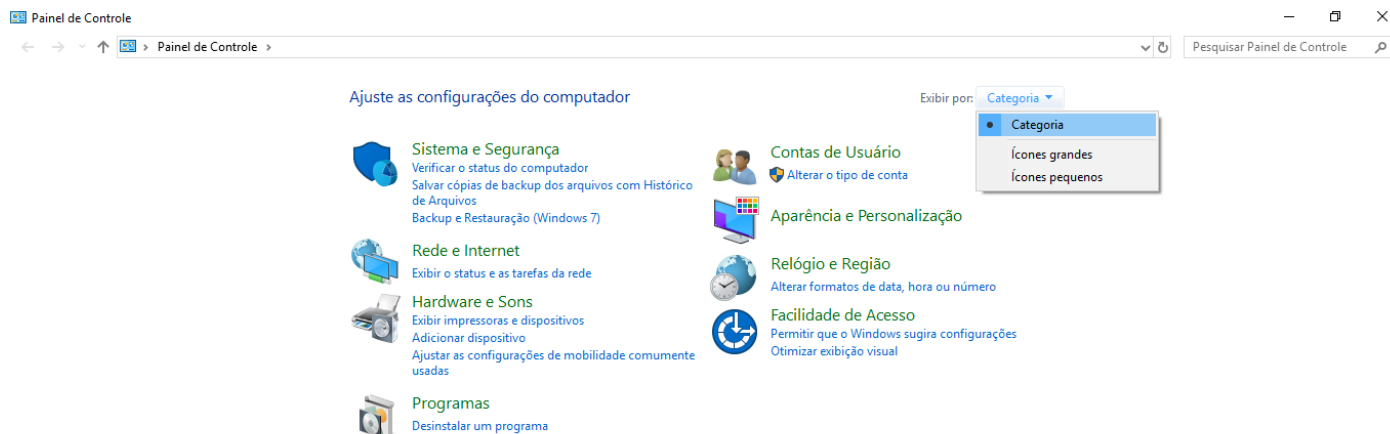 Painel de Controle
Painel de Controle
Pesquisar Painel de Controle
Ajuste as configurações do computador
Exibir por: Categoria
Categoria
Ícones grandes
Ícones pequenos
Sistema e Segurança
Verificar o status do computador
Salvar cópias de backup dos arquivos com Histórico
de Arquivos
Backup e Restauração (Windows 7)
Rede e Internet
Exibir o status e as tarefas da rede
Hardware e Sons
Exibir impressoras e dispositivos
Adicionar dispositivo
Ajustar as configurações de mobilidade comumente
usadas
Programas
Desinstalar um programa
Contas de Usuário
Alterar o tipo de conta
Aparência e Personalização
Relógio e Região
Alterar formatos de data, hora ou número
Facilidade de Acesso
Permitir que o Windows sugira configurações
Otimizar exibição visual